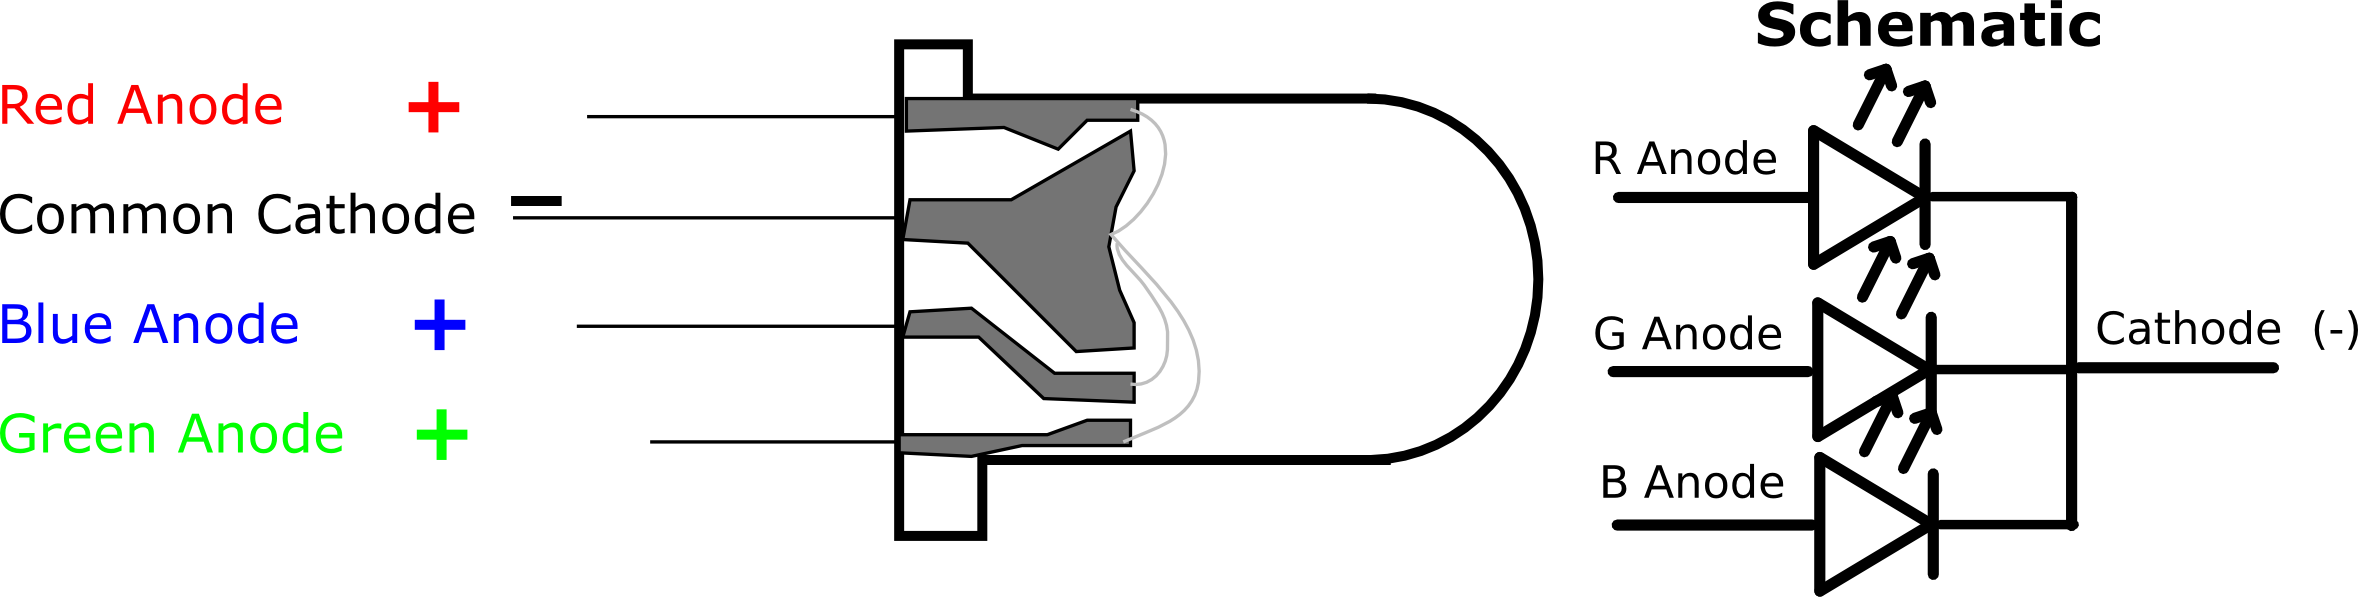 Red Anode +
Common Cathode −
Blue Anode +
Green Anode +
Schematic
R Anode
G Anode
Cathode (-)
B Anode